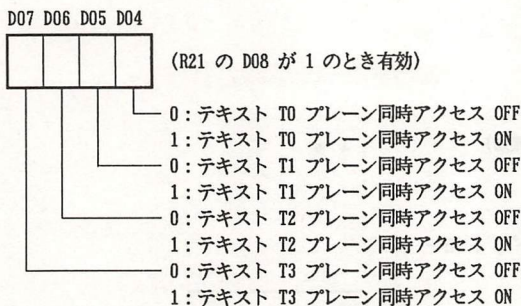 D07 D06 D05 D04
(R21 の D08 が 1 のとき有効)
0:テキスト T0 プレーン同時アクセス OFF
1:テキスト T0 プレーン同時アクセス ON
0:テキスト T1 プレーン同時アクセス OFF
1:テキスト T1 プレーン同時アクセス ON
0:テキスト T2 プレーン同時アクセス OFF
1:テキスト T2 プレーン同時アクセス ON
0:テキスト T3 プレーン同時アクセス OFF
1:テキスト T3 プレーン同時アクセス ON